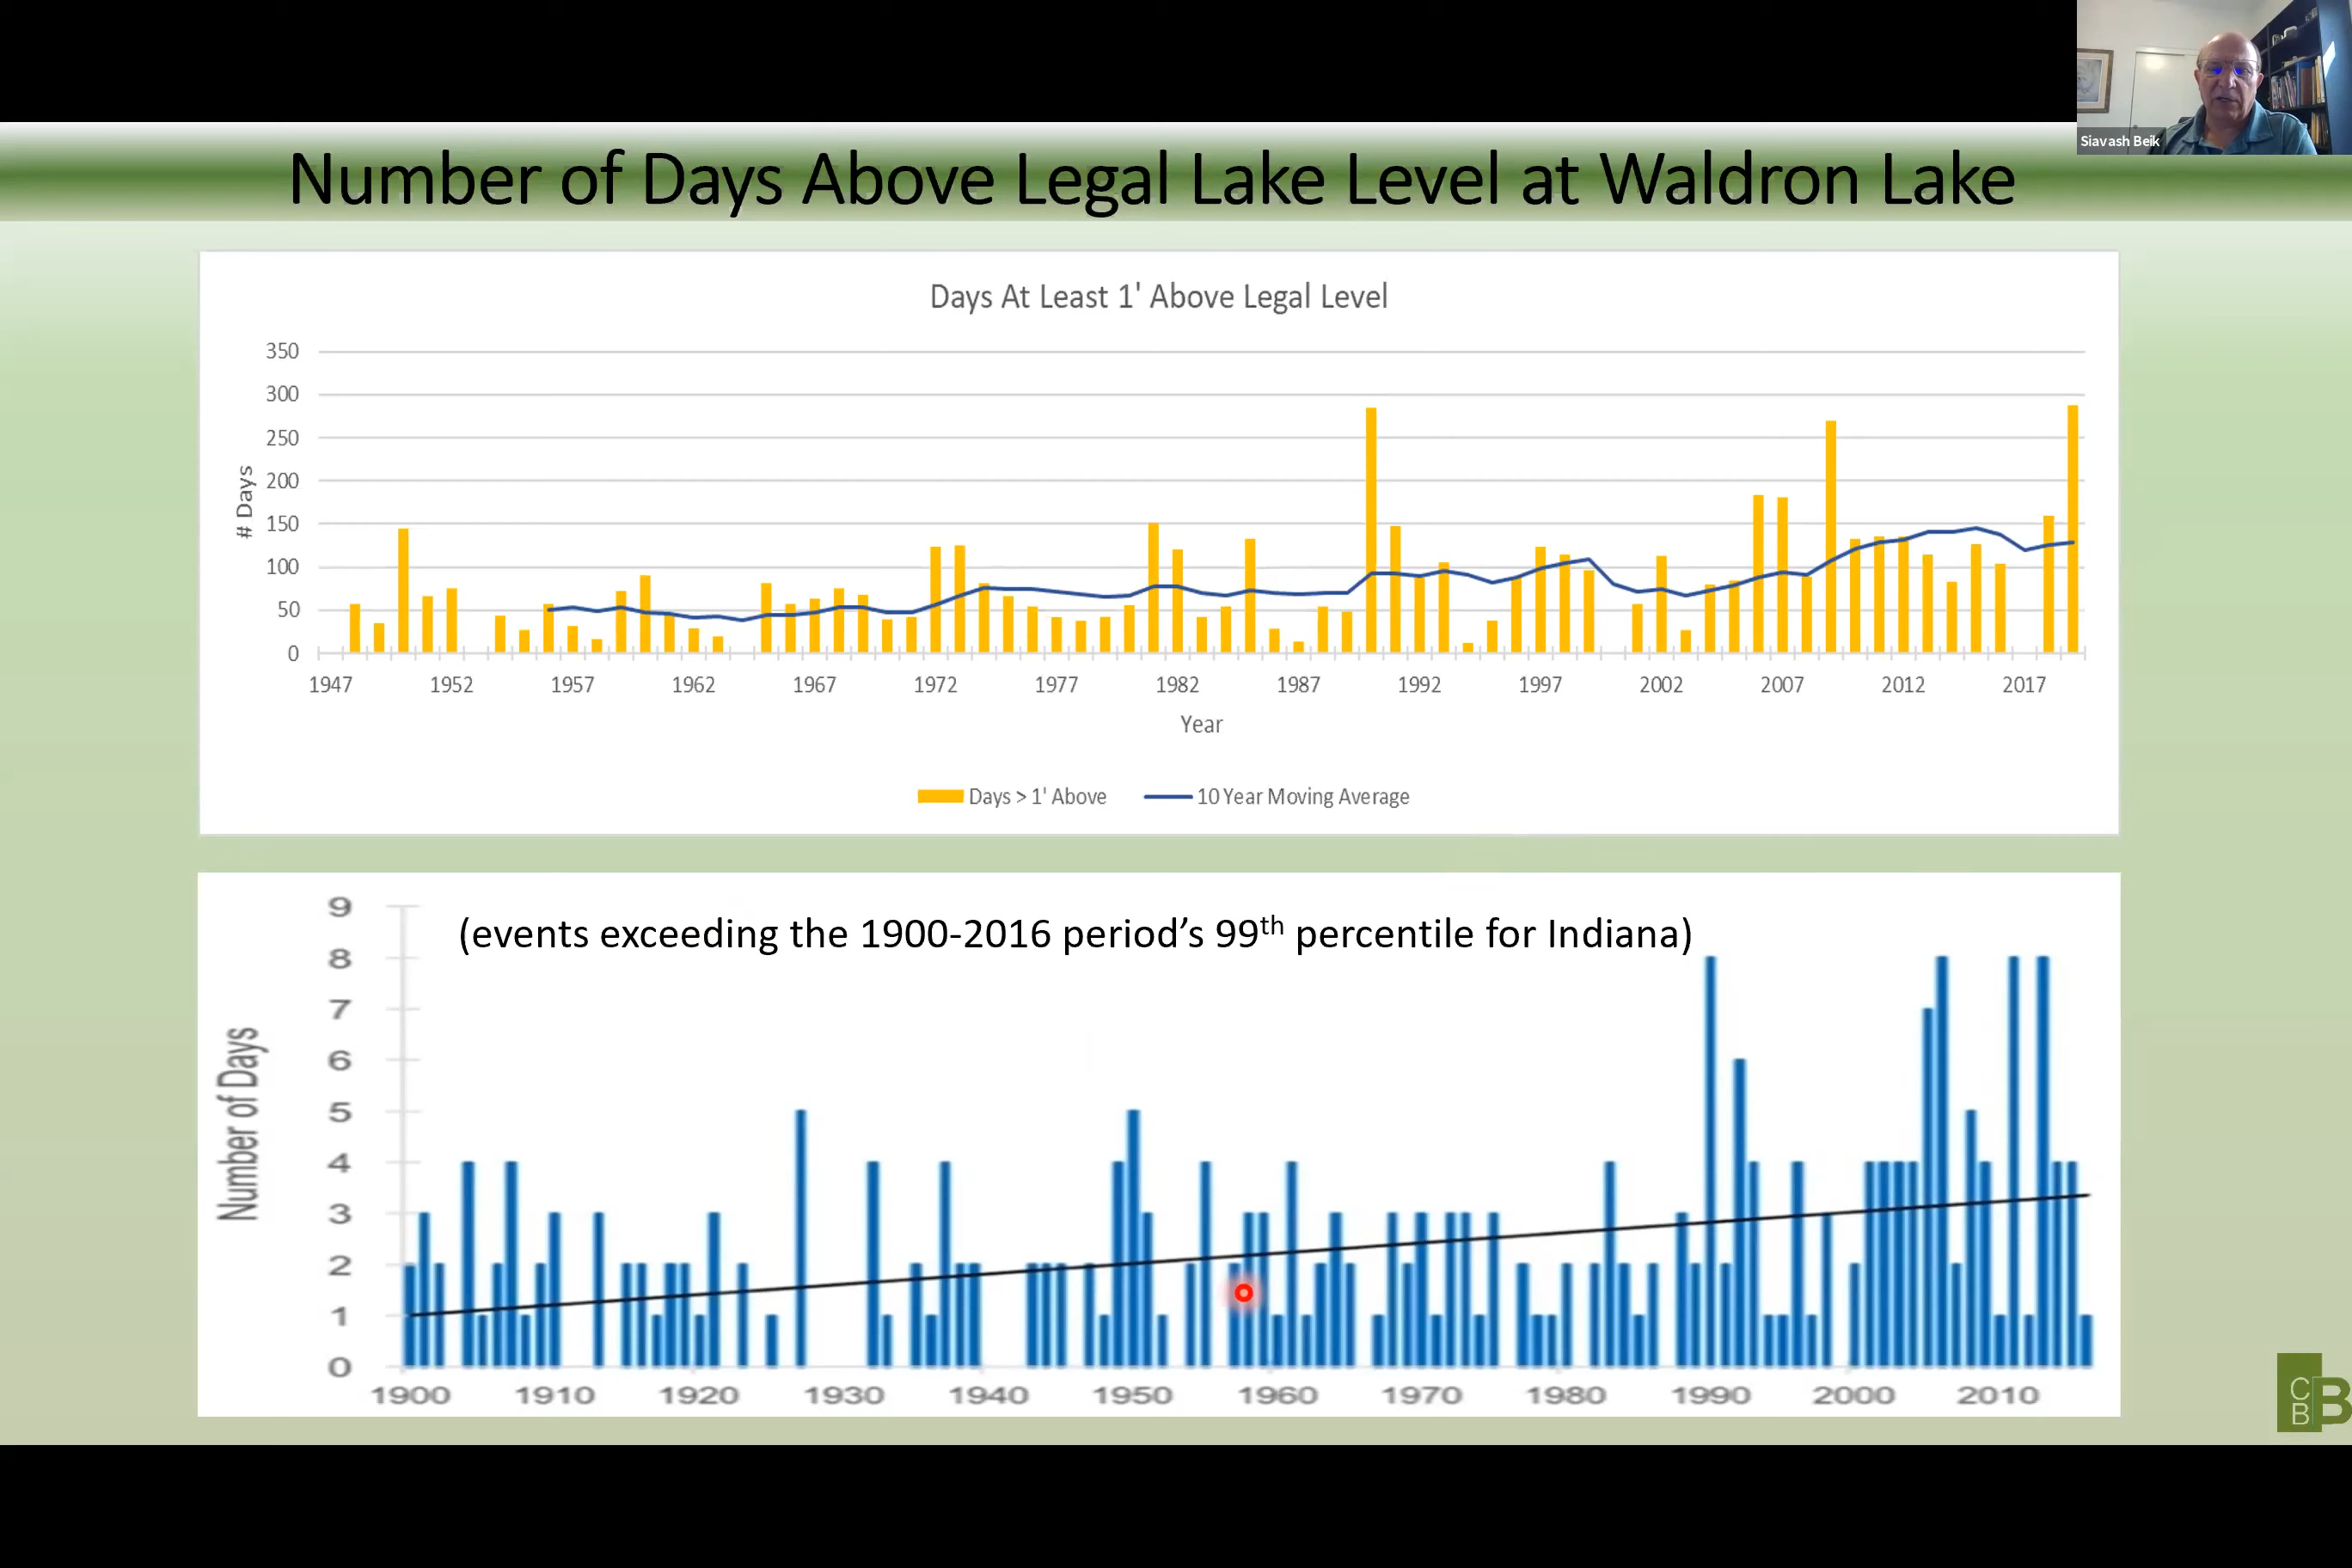 Siavash Beik
Number of Days Above Legal Lake Level at Waldron Lake
Days At Least 1' Above Legal Level
350
300
250
200
150
100
50
0
# Days
1947 1952 1957 1962 1967 1972 1977 1982 1987 1992 1997 2002 2007 2012 2017
Year
Days > 1' Above 10 Year Moving Average
(events exceeding the 1900-2016 period’s 99th percentile for Indiana)
9
8
7
6
5
4
3
2
1
0
Number of Days
1900 1910 1920 1930 1940 1950 1960 1970 1980 1990 2000 2010
C
B
B